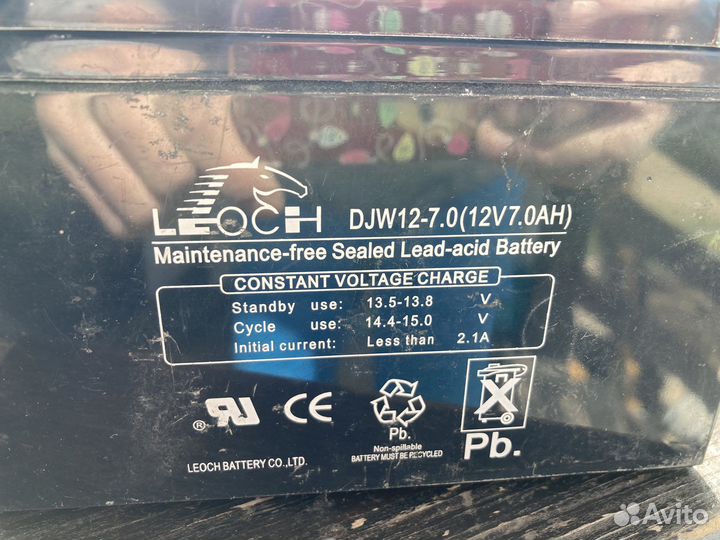 LEOCH DJW12-7.0(12V7.0AH)
Maintenance-free Sealed Lead-acid Battery
CONSTANT VOLTAGE CHARGE
Standby use: 13.5-13.8 V
Cycle use: 14.4-15.0 V
Initial current: Less than 2.1A
® RU CE Pb. Pb.
Non-spillable
BATTERY MUST BE RECYCLED
LEOCH BATTERY CO.,LTD.
Avito